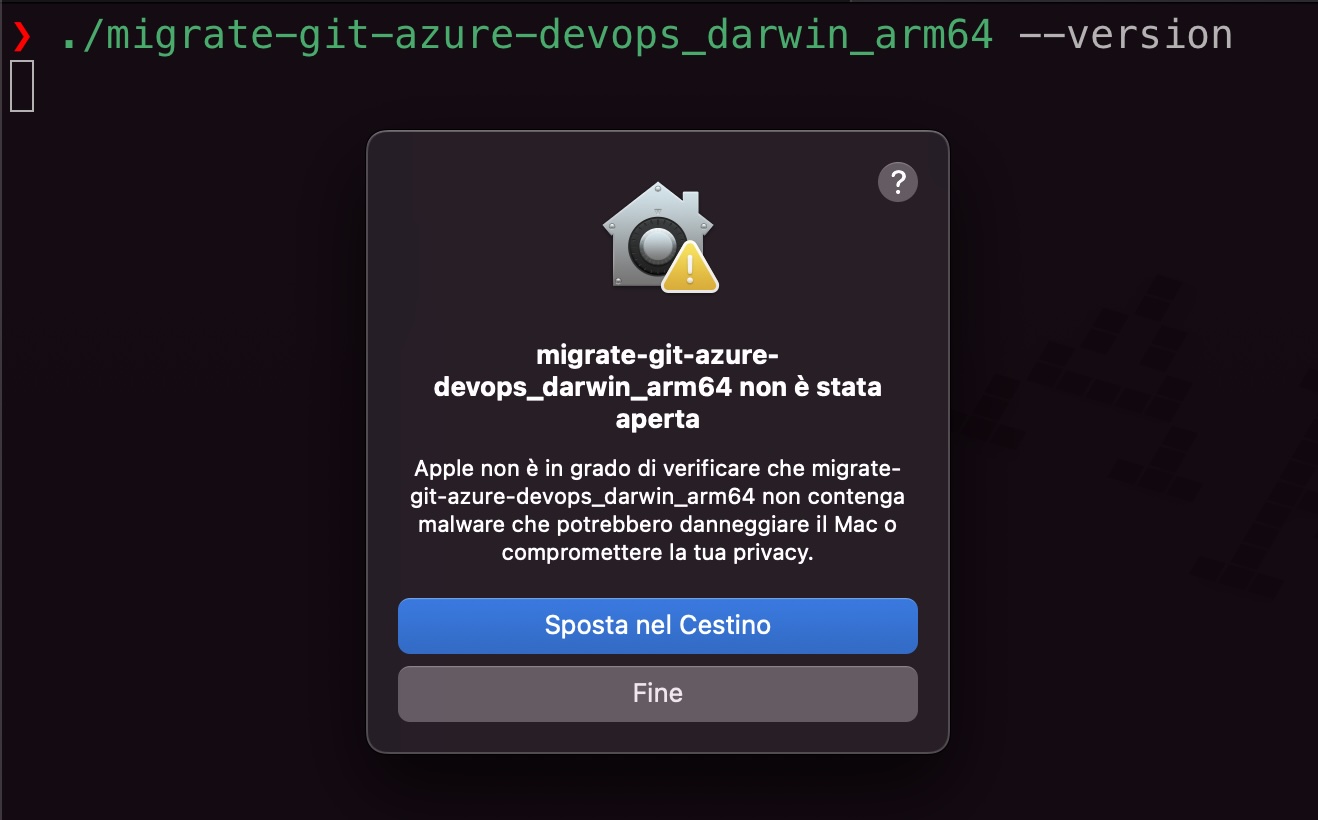 ❯ ./migrate-git-azure-devops_darwin_arm64 --version
?
migrate-git-azure-
devops_darwin_arm64 non è stata
aperta
Apple non è in grado di verificare che migrate-
git-azure-devops_darwin_arm64 non contenga
malware che potrebbero danneggiare il Mac o
compromettere la tua privacy.
Sposta nel Cestino
Fine